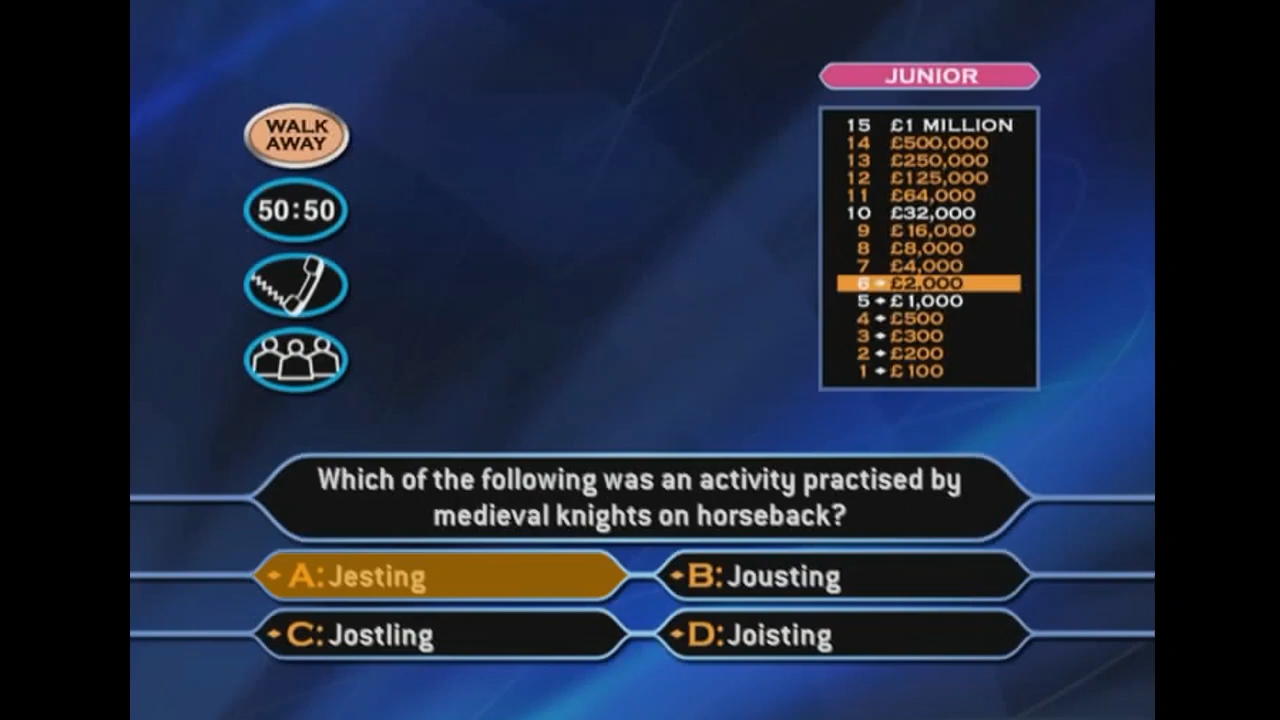 JUNIOR
WALK
AWAY
50:50
15 £1 MILLION
14 £500,000
13 £250,000
12 £125,000
11 £64,000
10 £32,000
9 £16,000
8 £8,000
7 £4,000
6 £2,000
5 £1,000
4 £500
3 £300
2 £200
1 £100
Which of the following was an activity practised by
medieval knights on horseback?
A: Jesting
B: Jousting
C: Jostling
D: Joisting